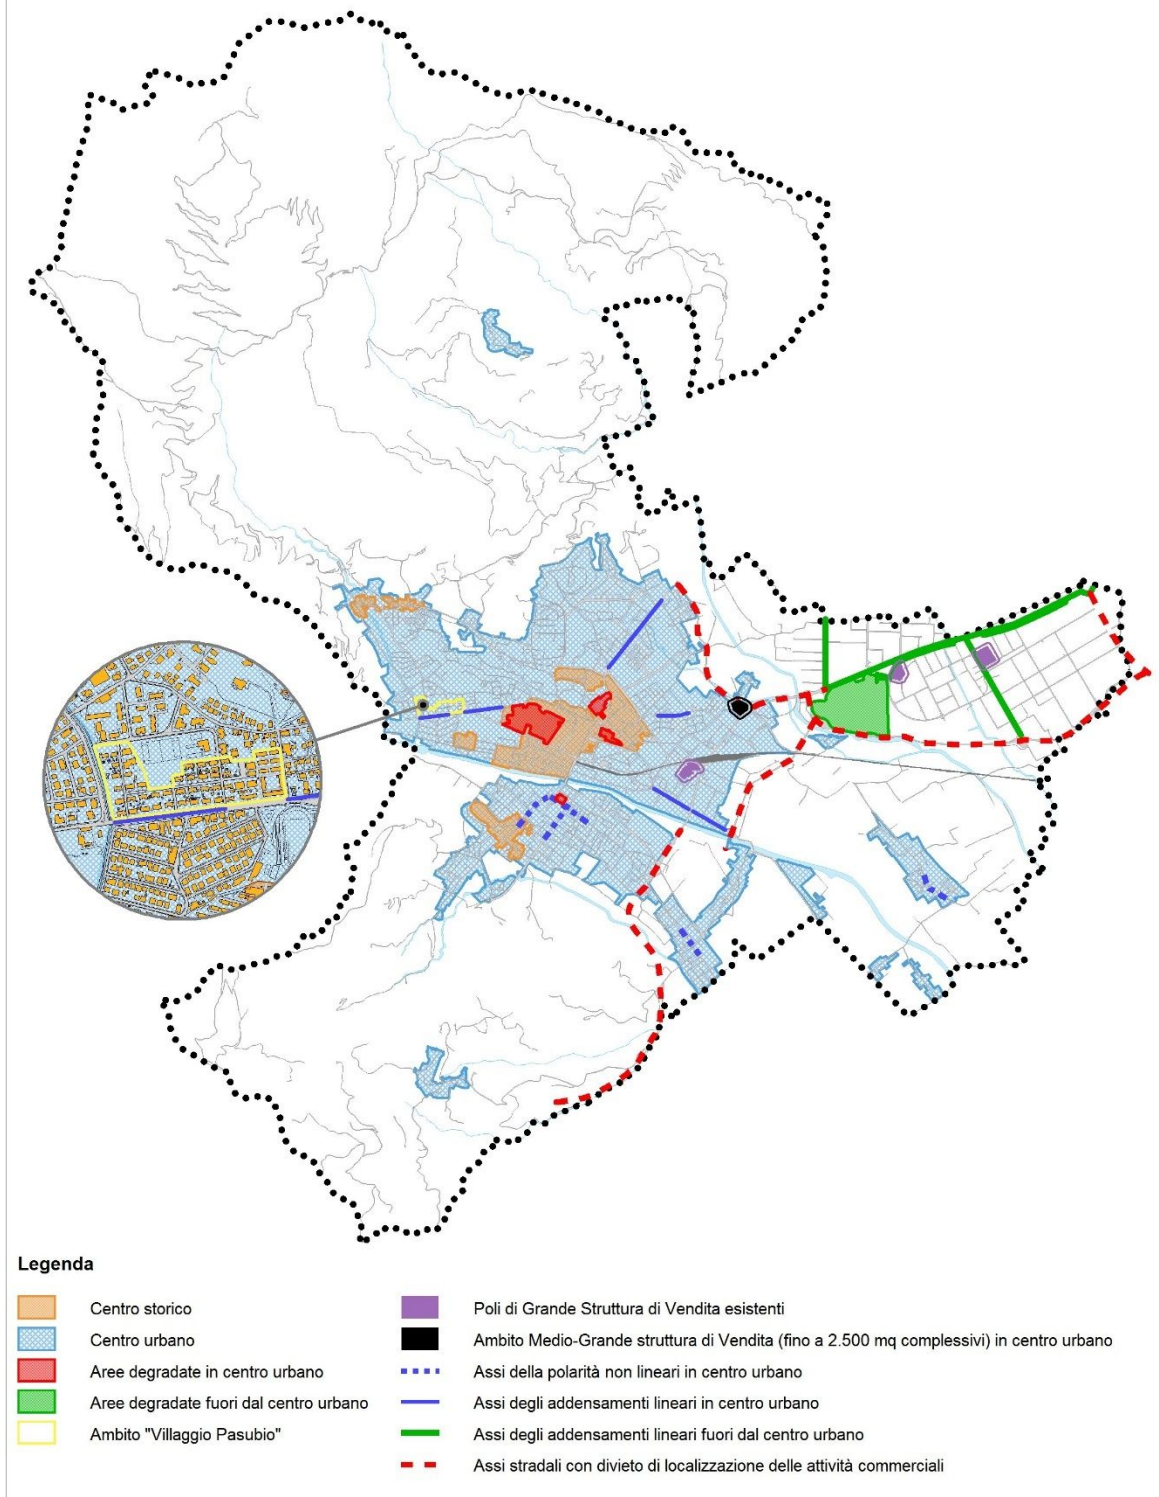 Legenda
Centro storico
Centro urbano
Aree degradate in centro urbano
Aree degradate fuori dal centro urbano
Ambito "Villaggio Pasubio"
Poli di Grande Struttura di Vendita esistenti
Ambito Medio-Grande struttura di Vendita (fino a 2.500 mq complessivi) in centro urbano
Assi della polarità non lineari in centro urbano
Assi degli addensamenti lineari in centro urbano
Assi degli addensamenti lineari fuori dal centro urbano
Assi stradali con divieto di localizzazione delle attività commerciali